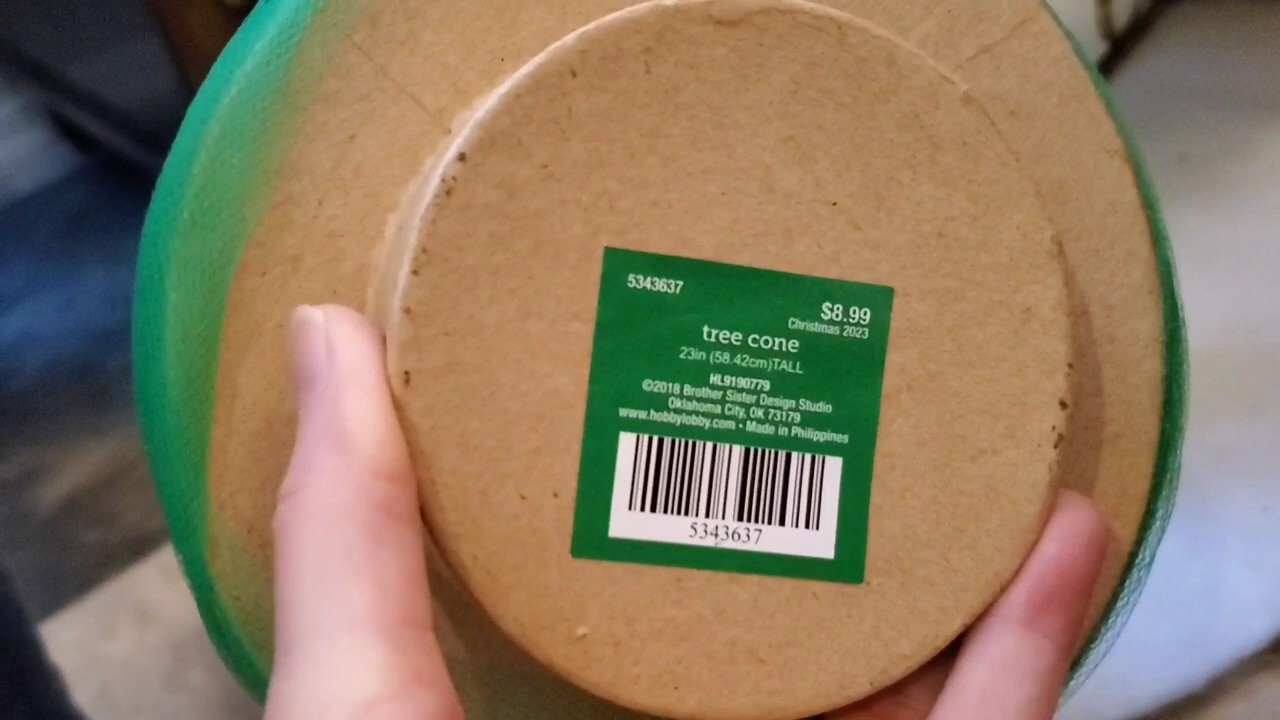 5343637
$8.99
Christmas 2023
tree cone
23in (58.42cm)TALL
HL9190779
©2018 Brother Sister Design Studio
Oklahoma City, OK 73179
www.hobbylobby.com • Made in Philippines
5343637